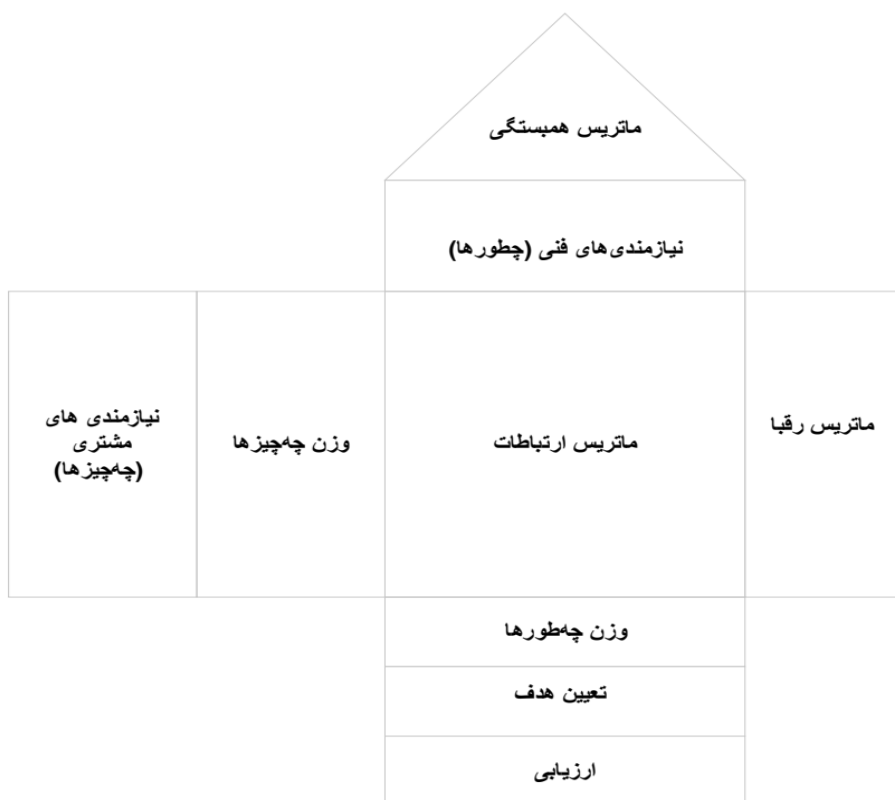 ماتریس همبستگی
نیازمندی‌های فنی (چطورها)
نیازمندی های
مشتری
(چه‌چیزها)
وزن چه‌چیزها
ماتریس ارتباطات
ماتریس رقبا
وزن چه‌طورها
تعیین هدف
ارزیابی